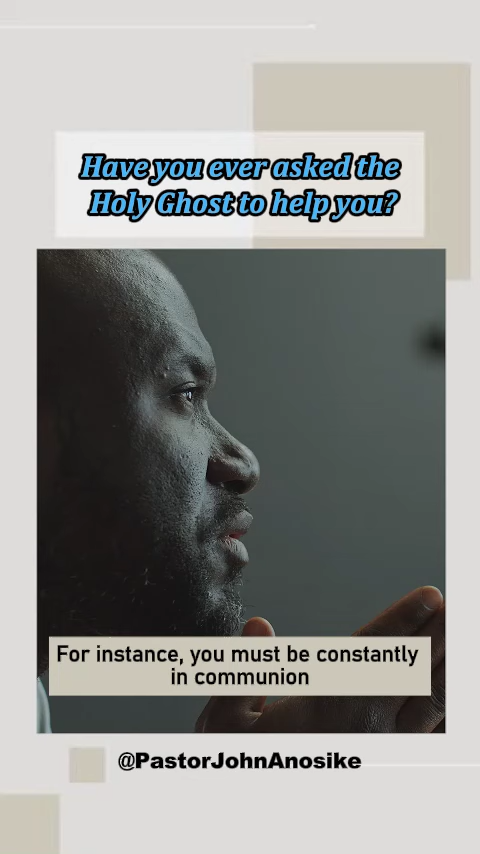 Have you ever asked the
Holy Ghost to help you?
For instance, you must be constantly
in communion
@PastorJohnAnosike